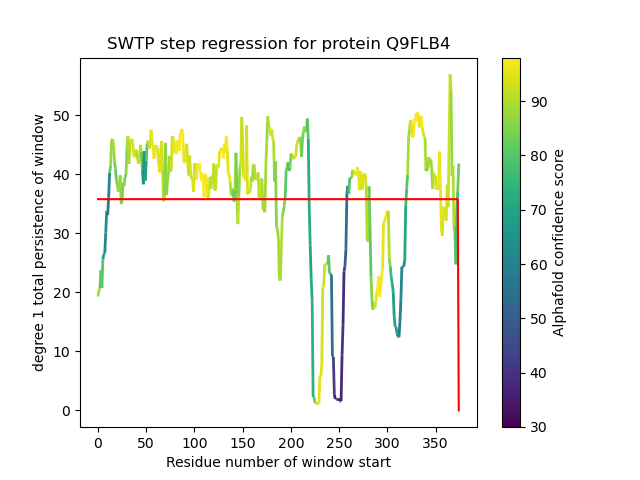 SWTP step regression for protein Q9FLB4
degree 1 total persistence of window
50
40
30
20
10
0
0 50 100 150 200 250 300 350
Residue number of window start
90
80
70
60
50
40
30
Alphafold confidence score